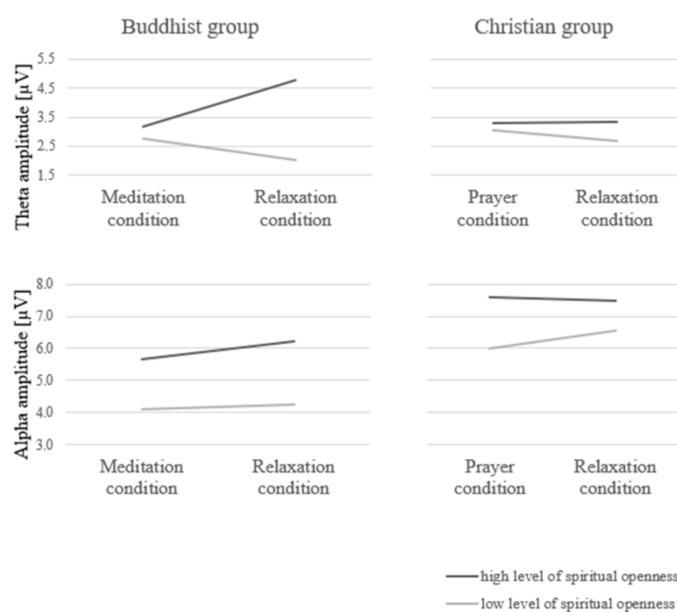 Buddhist group
Christian group
Theta amplitude [µV]
5.5
4.5
3.5
2.5
1.5
Meditation condition
Relaxation condition
Prayer condition
Relaxation condition
Alpha amplitude [µV]
8.0
7.0
6.0
5.0
4.0
3.0
Meditation condition
Relaxation condition
Prayer condition
Relaxation condition
high level of spiritual openness
low level of spiritual openness